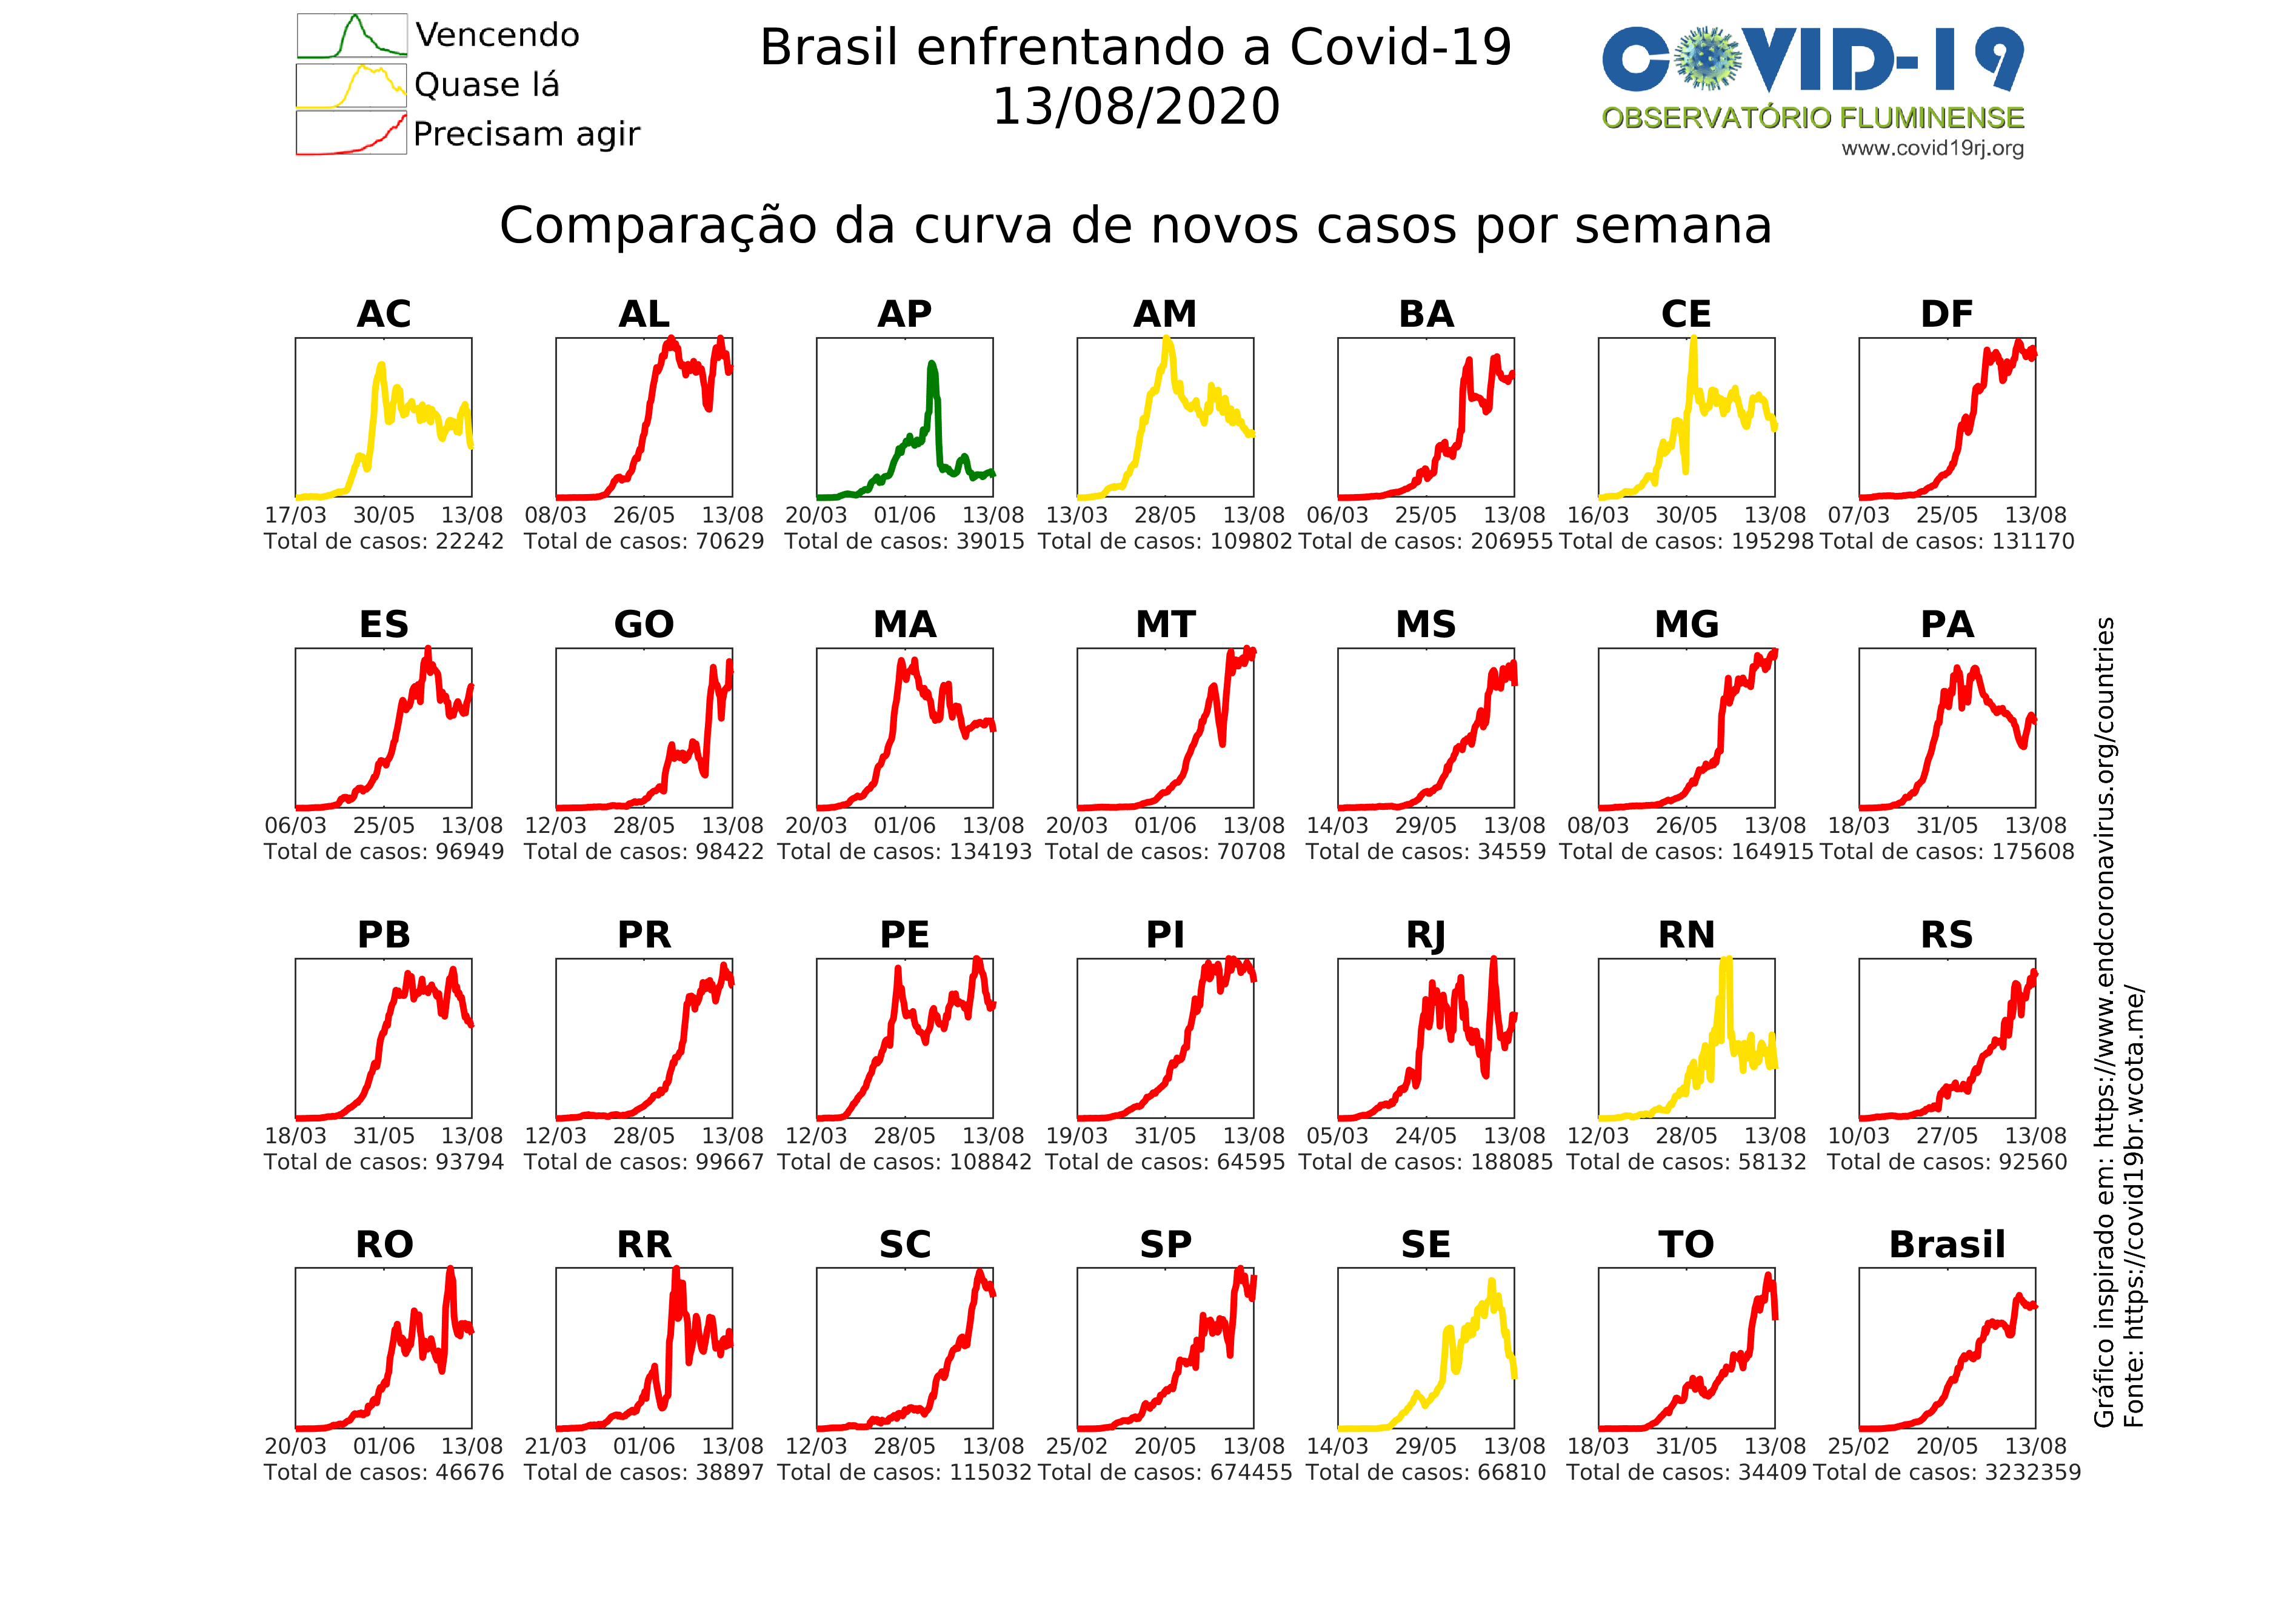 Vencendo
Quase lá
Precisam agir
Brasil enfrentando a Covid-19
13/08/2020
COVID-19
OBSERVATÓRIO FLUMINENSE
www.covid19rj.org
Comparação da curva de novos casos por semana
AC AL AP AM BA CE DF
17/03 30/05 13/08 08/03 26/05 13/08 20/03 01/06 13/08 13/03 28/05 13/08 06/03 25/05 13/08 16/03 30/05 13/08 07/03 25/05 13/08
Total de casos: 22242 Total de casos: 70629 Total de casos: 39015 Total de casos: 109802 Total de casos: 206955 Total de casos: 195298 Total de casos: 131170
ES GO MA MT MS MG PA
06/03 25/05 13/08 12/03 28/05 13/08 20/03 01/06 13/08 20/03 01/06 13/08 14/03 29/05 13/08 08/03 26/05 13/08 18/03 31/05 13/08
Total de casos: 96949 Total de casos: 98422 Total de casos: 134193 Total de casos: 70708 Total de casos: 34559 Total de casos: 164915 Total de casos: 175608
PB PR PE PI RJ RN RS
18/03 31/05 13/08 12/03 28/05 13/08 12/03 28/05 13/08 19/03 31/05 13/08 05/03 24/05 13/08 12/03 28/05 13/08 10/03 27/05 13/08
Total de casos: 93794 Total de casos: 99667 Total de casos: 108842 Total de casos: 64595 Total de casos: 188085 Total de casos: 58132 Total de casos: 92560
RO RR SC SP SE TO Brasil
20/03 01/06 13/08 21/03 01/06 13/08 12/03 28/05 13/08 25/02 20/05 13/08 14/03 29/05 13/08 18/03 31/05 13/08 25/02 20/05 13/08
Total de casos: 46676 Total de casos: 38897 Total de casos: 115032 Total de casos: 674455 Total de casos: 66810 Total de casos: 34409 Total de casos: 3232359
Gráfico inspirado em: https://www.endcoronavirus.org/countries
Fonte: https://covid19br.wcota.me/